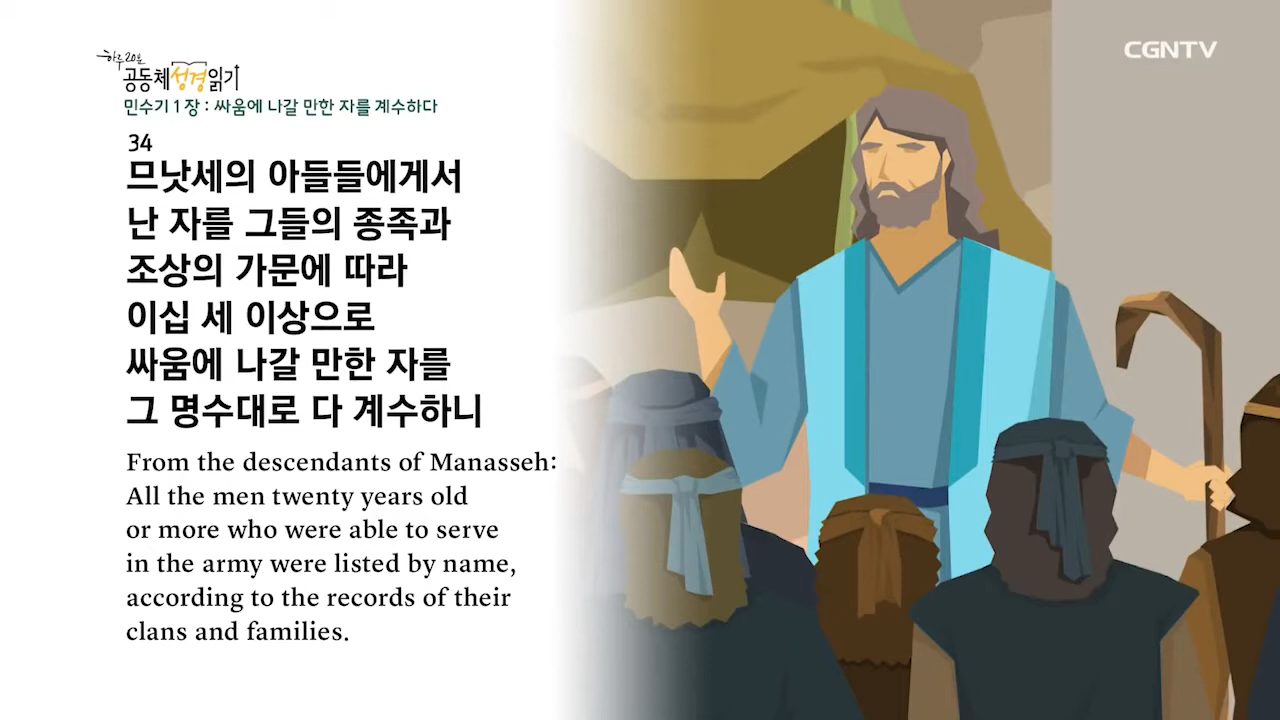 하루 20분
공동체성경읽기
민수기 1 장 : 싸움에 나갈 만한 자를 계수하다
34
므낫세의 아들들에게서
난 자를 그들의 종족과
조상의 가문에 따라
이십 세 이상으로
싸움에 나갈 만한 자를
그 명수대로 다 계수하니
From the descendants of Manasseh:
All the men twenty years old
or more who were able to serve
in the army were listed by name,
according to the records of their
clans and families.
CGNTV